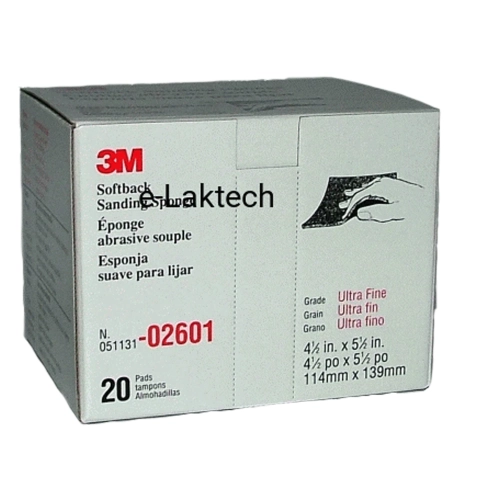 3M
Softback
Sanding Sponge
e-Laktech
Éponge
abrasive souple
Esponja
suave para lijar
N.
051131-02601
20 Pads
tampons
Almohadillas
Grade Ultra Fine
Grain Ultra fin
Grano Ultra fino
4½ in. x 5½ in.
4½ po x 5½ po
114mm x 139mm